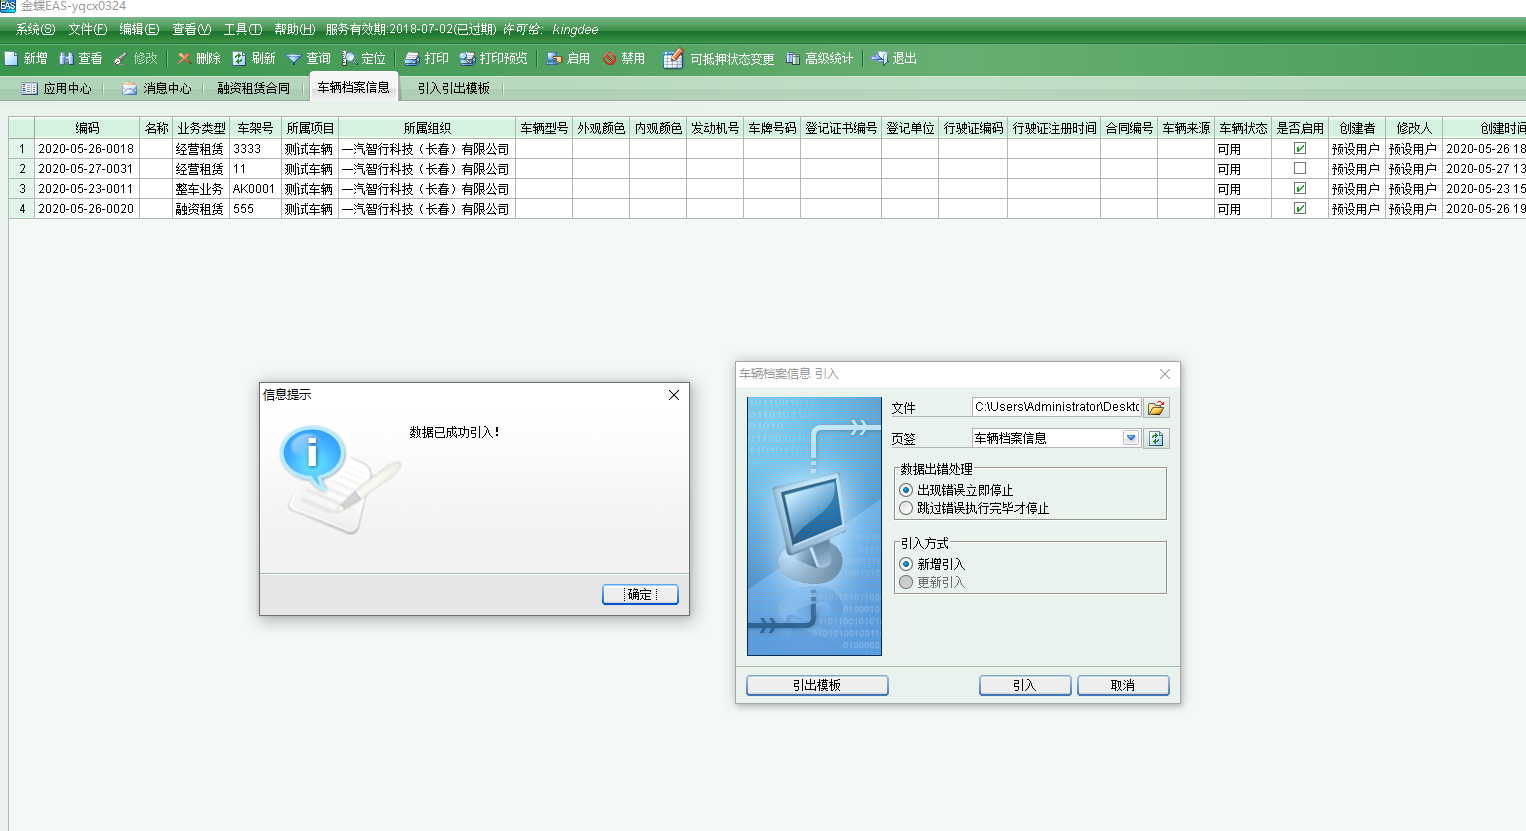 EAS 金蝶EAS-yqcx0324
系统(S) 文件(F) 编辑(E) 查看(V) 工具(T) 帮助(H) 服务有效期:2018-07-02(已过期) 许可给: kingdee
新增 查看 修改 删除 刷新 查询 定位 打印 打印预览 启用 禁用 可抵押状态变更 高级统计 退出
应用中心 消息中心 融资租赁合同 车辆档案信息 引入引出模板
编码 名称 业务类型 车架号 所属项目 所属组织 车辆型号 外观颜色 内观颜色 发动机号 车牌号码 登记证书编号 登记单位 行驶证编码 行驶证注册时间 合同编号 车辆来源 车辆状态 是否启用 创建者 修改人 创建时间
1 2020-05-26-0018 经营租赁 3333 测试车辆 一汽智行科技（长春）有限公司 可用 预设用户 预设用户 2020-05-26 18
2 2020-05-27-0031 经营租赁 11 测试车辆 一汽智行科技（长春）有限公司 可用 预设用户 预设用户 2020-05-27 13
3 2020-05-23-0011 整车业务 AK0001 测试车辆 一汽智行科技（长春）有限公司 可用 预设用户 预设用户 2020-05-23 15
4 2020-05-26-0020 融资租赁 555 测试车辆 一汽智行科技（长春）有限公司 可用 预设用户 预设用户 2020-05-26 19
信息提示
数据已成功引入！
确定
车辆档案信息 引入
文件 C:\Users\Administrator\Deskto
页签 车辆档案信息
数据出错处理
出现错误立即停止
跳过错误执行完毕才停止
引入方式
新增引入
更新引入
引出模板 引入 取消